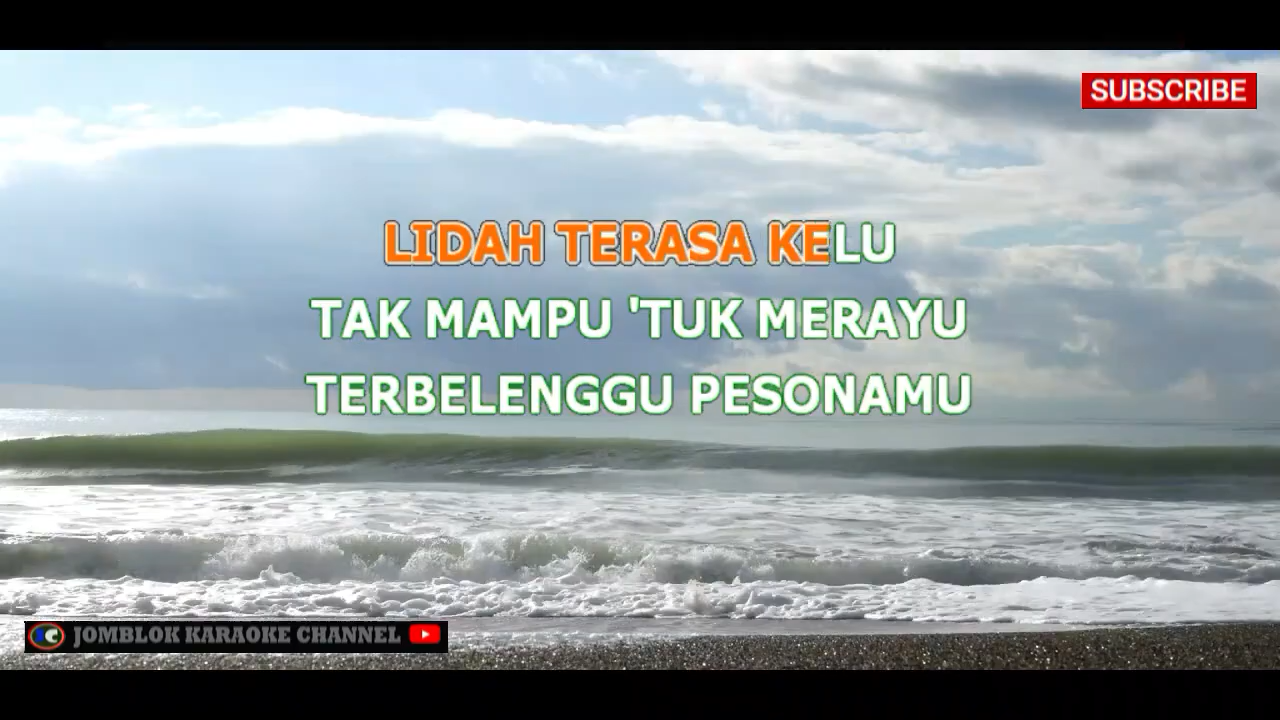 SUBSCRIBE
LIDAH TERASA KELU
TAK MAMPU 'TUK MERAYU
TERBELENGGU PESONAMU
JOMBLOK KARAOKE CHANNEL